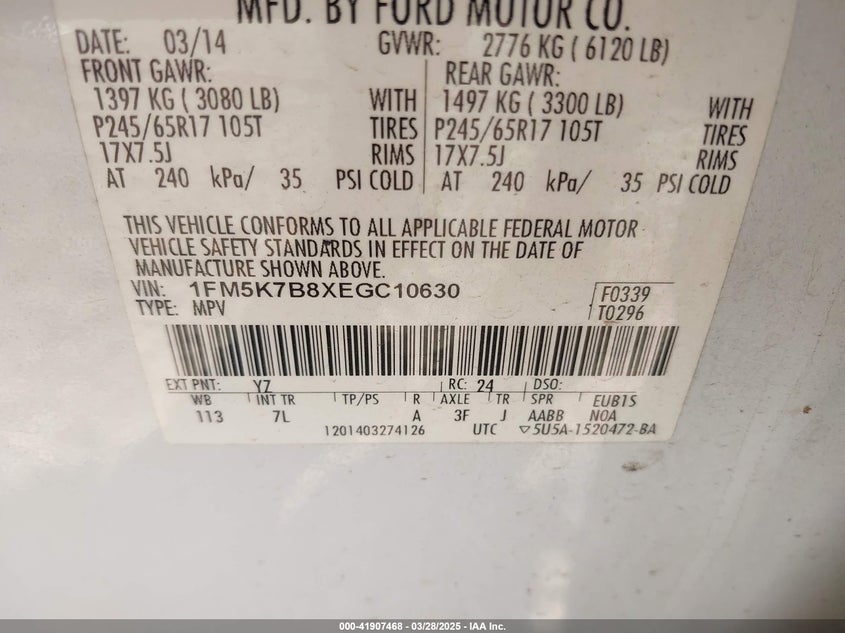 MFD. BY FORD MOTOR CO.
DATE: 03/14 GVWR: 2776 KG ( 6120 LB)
FRONT GAWR: REAR GAWR:
1397 KG ( 3080 LB) WITH 1497 KG ( 3300 LB) WITH
P245/65R17 105T TIRES P245/65R17 105T TIRES
17X7.5J RIMS 17X7.5J RIMS
AT 240 kPa/ 35 PSI COLD AT 240 kPa/ 35 PSI COLD
THIS VEHICLE CONFORMS TO ALL APPLICABLE FEDERAL MOTOR
VEHICLE SAFETY STANDARDS IN EFFECT ON THE DATE OF
MANUFACTURE SHOWN ABOVE.
VIN: 1FM5K7B8XEGC10630 F0339
TYPE: MPV T0296
EXT PNT: YZ RC: 24 DSO:
WB INT TR TP/PS R AXLE TR SPR EUB1S
113 7L A 3F J AABB N0A
1201403274126 UTC ▽5U5A-1520472-BA
000-41907468 — 03/28/2025 — IAA Inc.